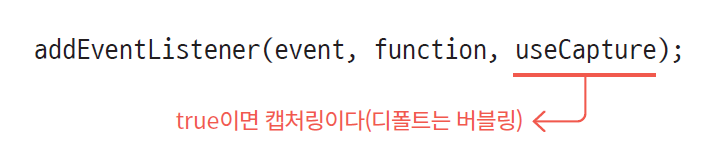 addEventListener(event, function, useCapture);
true이면 캡처링이다(디폴트는 버블링)